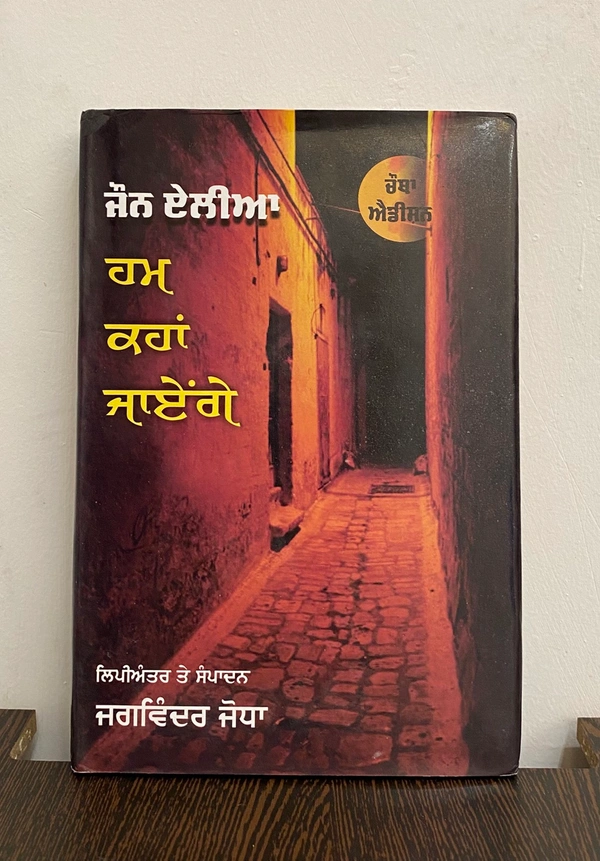 ਜੌਨ ਏਲੀਆ
ਹਮ
ਕਹਾਂ
ਜਾਏਂਗੇ
ਚੌਥਾ
ਐਡੀਸ਼ਨ
ਲਿਪੀਅੰਤਰ ਤੇ ਸੰਪਾਦਨ
ਜਗਵਿੰਦਰ ਜੋਧਾ